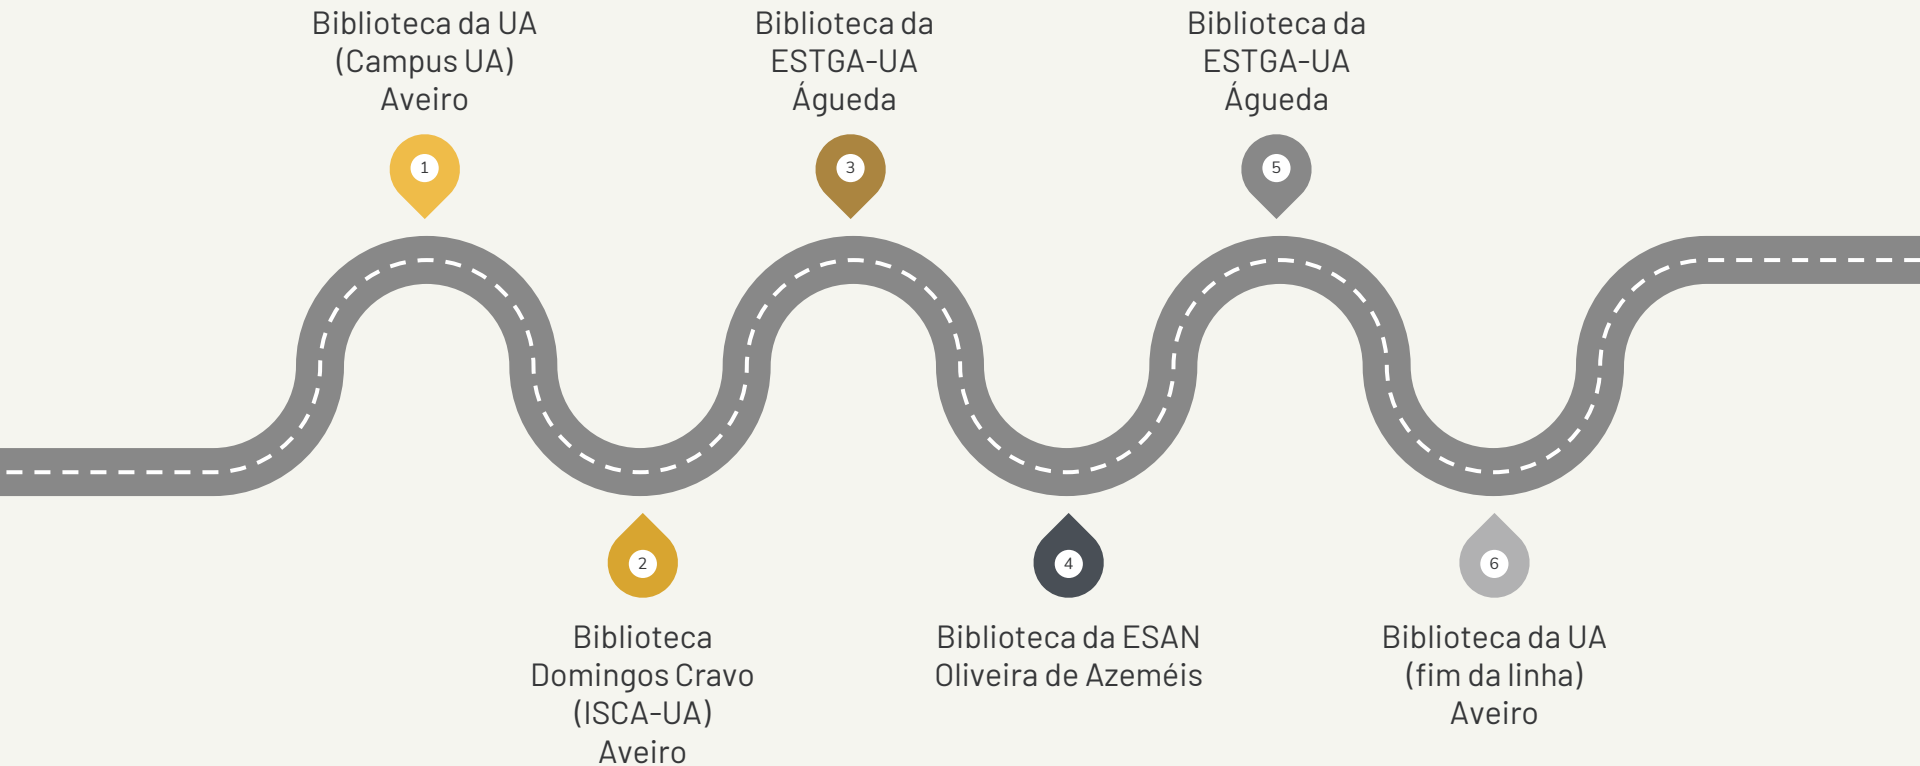 Biblioteca da UA
(Campus UA)
Aveiro
1
Biblioteca
Domingos Cravo
(ISCA-UA)
Aveiro
2
Biblioteca da
ESTGA-UA
Águeda
3
Biblioteca da ESAN
Oliveira de Azeméis
4
Biblioteca da
ESTGA-UA
Águeda
5
Biblioteca da UA
(fim da linha)
Aveiro
6